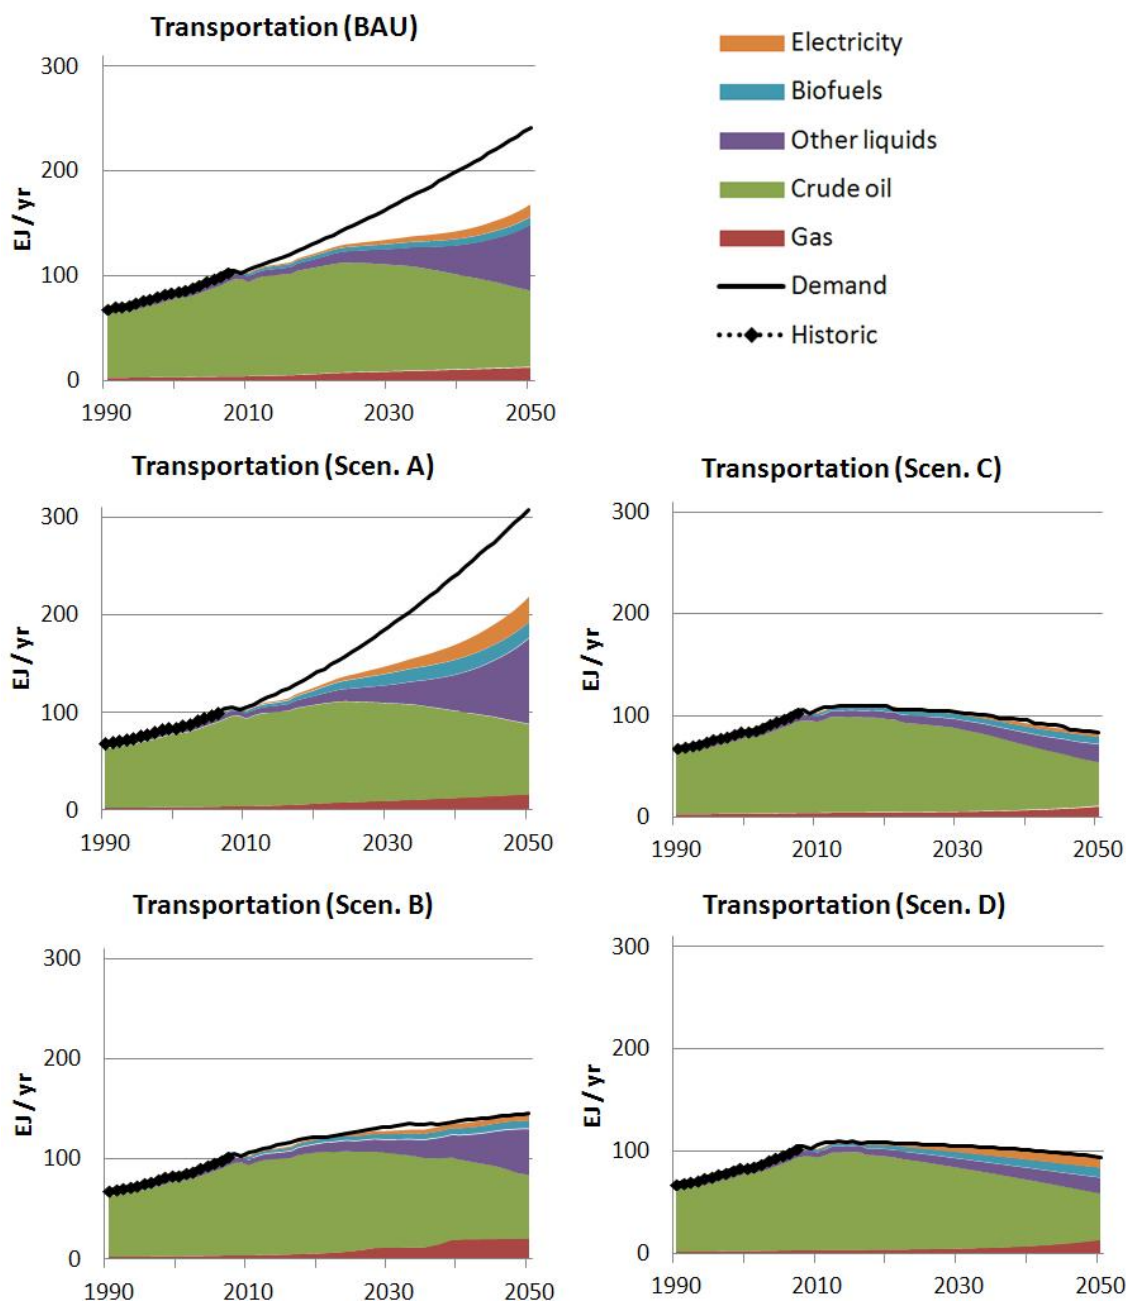 Transportation (BAU)
300
200
100
0
EJ / yr
1990
2010
2030
2050
Electricity
Biofuels
Other liquids
Crude oil
Gas
Demand
Historic
Transportation (Scen. A)
300
200
100
0
EJ / yr
1990
2010
2030
2050
Transportation (Scen. C)
300
200
100
0
EJ / yr
1990
2010
2030
2050
Transportation (Scen. B)
300
200
100
0
EJ / yr
1990
2010
2030
2050
Transportation (Scen. D)
300
200
100
0
EJ / yr
1990
2010
2030
2050